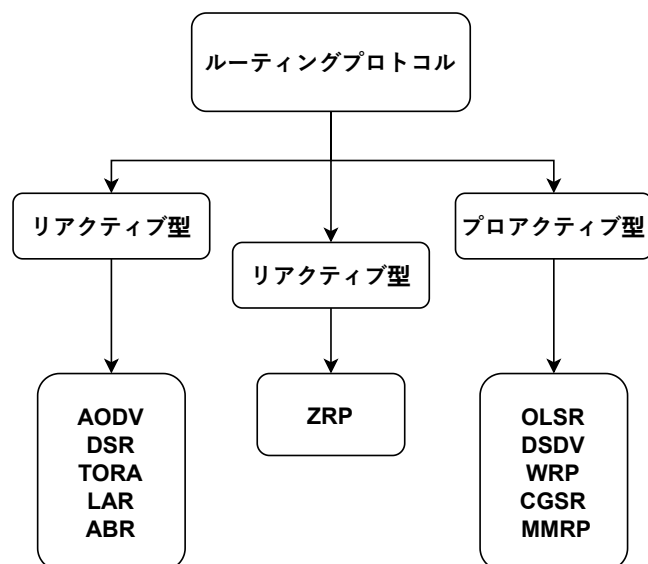 ルーティングプロトコル
リアクティブ型
リアクティブ型
プロアクティブ型
AODV
DSR
TORA
LAR
ABR
ZRP
OLSR
DSDV
WRP
CGSR
MMRP